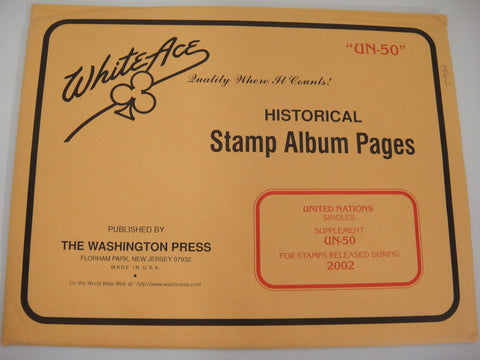 WhiteAce
"UN-50"
Quality Where It Counts!
HISTORICAL
Stamp Album Pages
UNITED NATIONS
SINGLES
SUPPLEMENT
UN-50
FOR STAMPS RELEASED DURING
2002
PUBLISHED BY
THE WASHINGTON PRESS
FLORHAM PARK, NEW JERSEY 07932
MADE IN U.S.A.
On the World Wide Web at: http://www.washpress.com